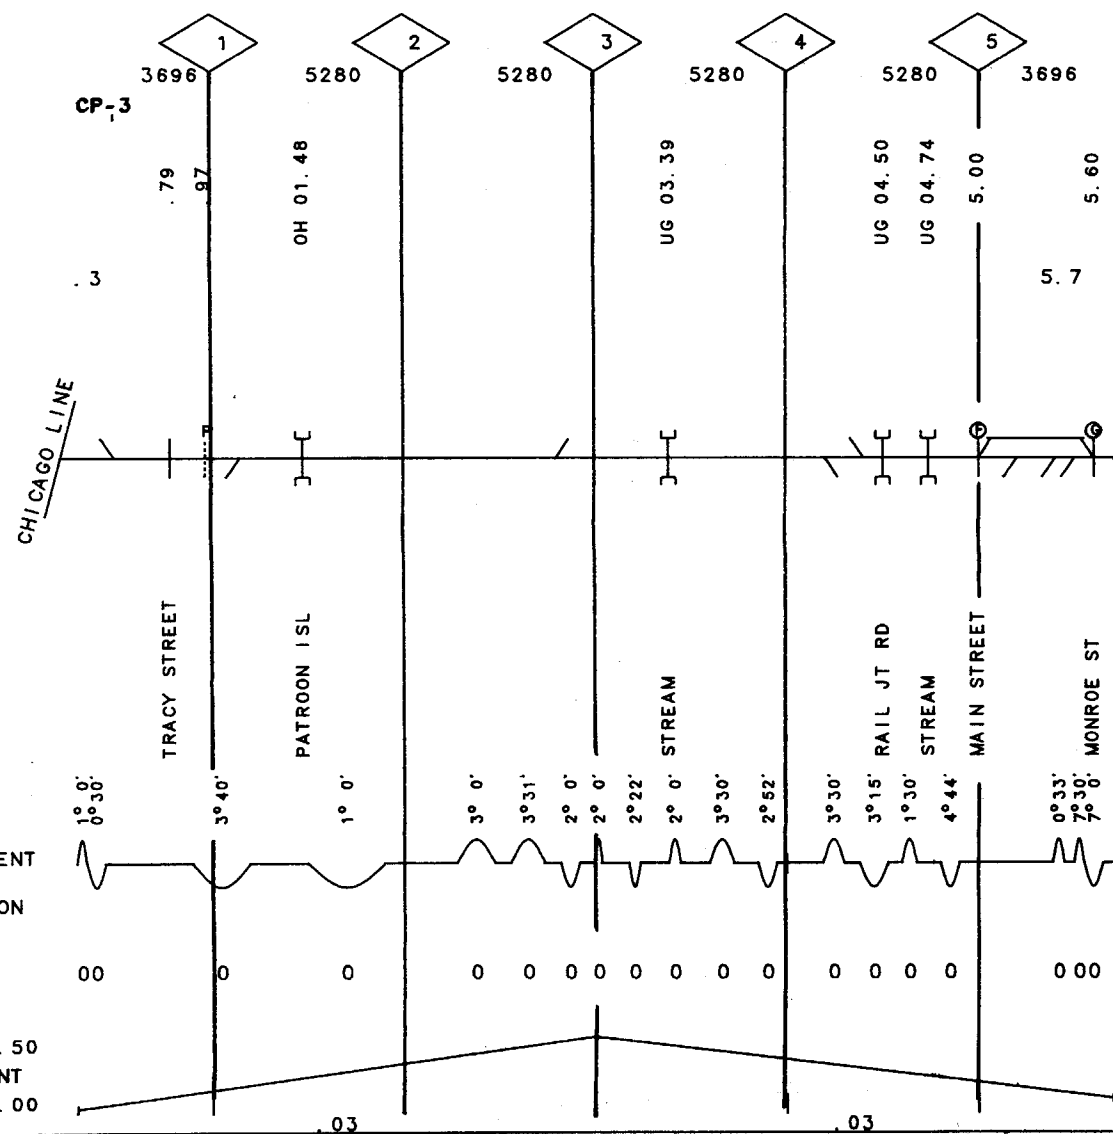 1 2 3 4 5
3696 5280 5280 5280 5280 3696
CP-3
.79
.97
OH 01.48
UG 03.39
UG 04.50
UG 04.74
5.00
5.60
.3
5.7
CHICAGO LINE
P
F
G
TRACY STREET
PATROON ISL
STREAM
RAIL JT RD
STREAM
MAIN STREET
MONROE ST
1° 0' 0°30' 3°40' 1° 0' 3° 0' 3°31' 2° 0' 2° 0' 2°22' 2° 0' 3°30' 2°52' 3°30' 3°15' 1°30' 4°44' 0°33' 7°30' 7° 0'
ENT
ON
00 0 0 0 0 0 0 0 0 0 0 0 0 0 0 0 00
.50
NT
.00
.03 .03